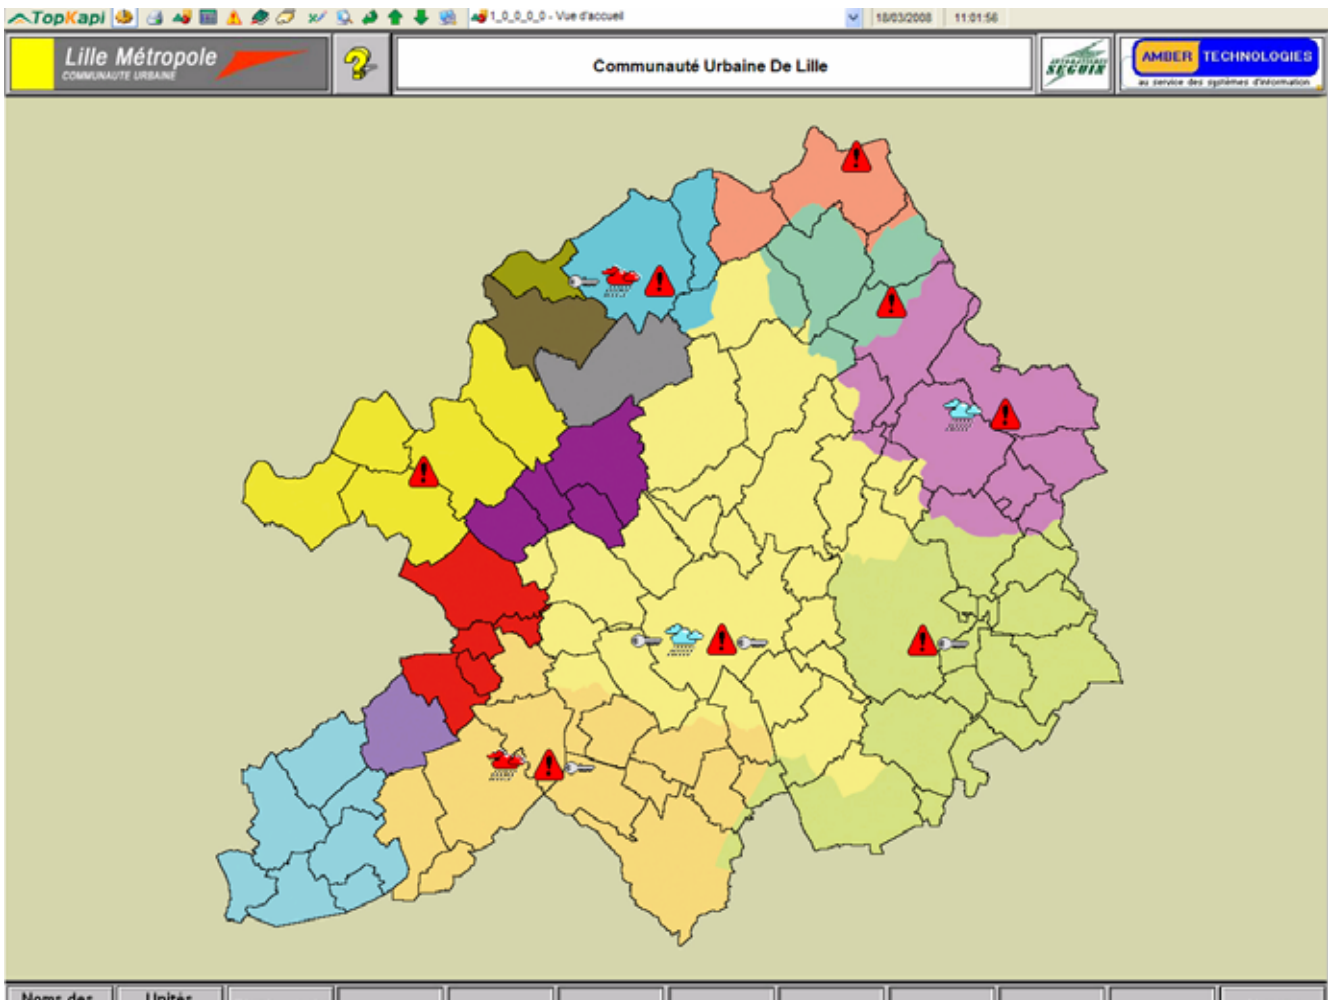 TopKapi 1_0_0_0_0 - Vue d'accueil 18/03/2008 11:01:56
Lille Métropole
COMMUNAUTE URBAINE
Communauté Urbaine De Lille
SEGUIN
AMBER TECHNOLOGIES
au service des systèmes d'information
Noms des Unités